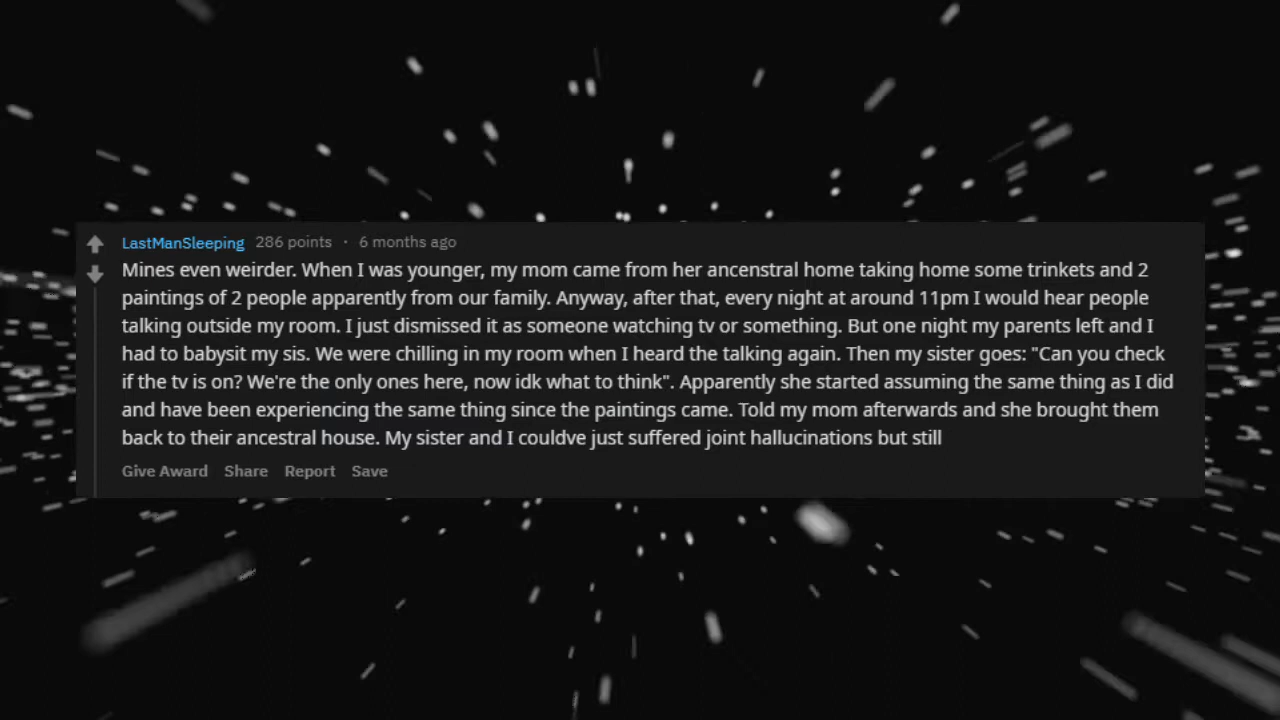 LastManSleeping 286 points · 6 months ago
Mines even weirder. When I was younger, my mom came from her ancenstral home taking home some trinkets and 2
paintings of 2 people apparently from our family. Anyway, after that, every night at around 11pm I would hear people
talking outside my room. I just dismissed it as someone watching tv or something. But one night my parents left and I
had to babysit my sis. We were chilling in my room when I heard the talking again. Then my sister goes: "Can you check
if the tv is on? We're the only ones here, now idk what to think". Apparently she started assuming the same thing as I did
and have been experiencing the same thing since the paintings came. Told my mom afterwards and she brought them
back to their ancestral house. My sister and I couldve just suffered joint hallucinations but still
Give Award Share Report Save